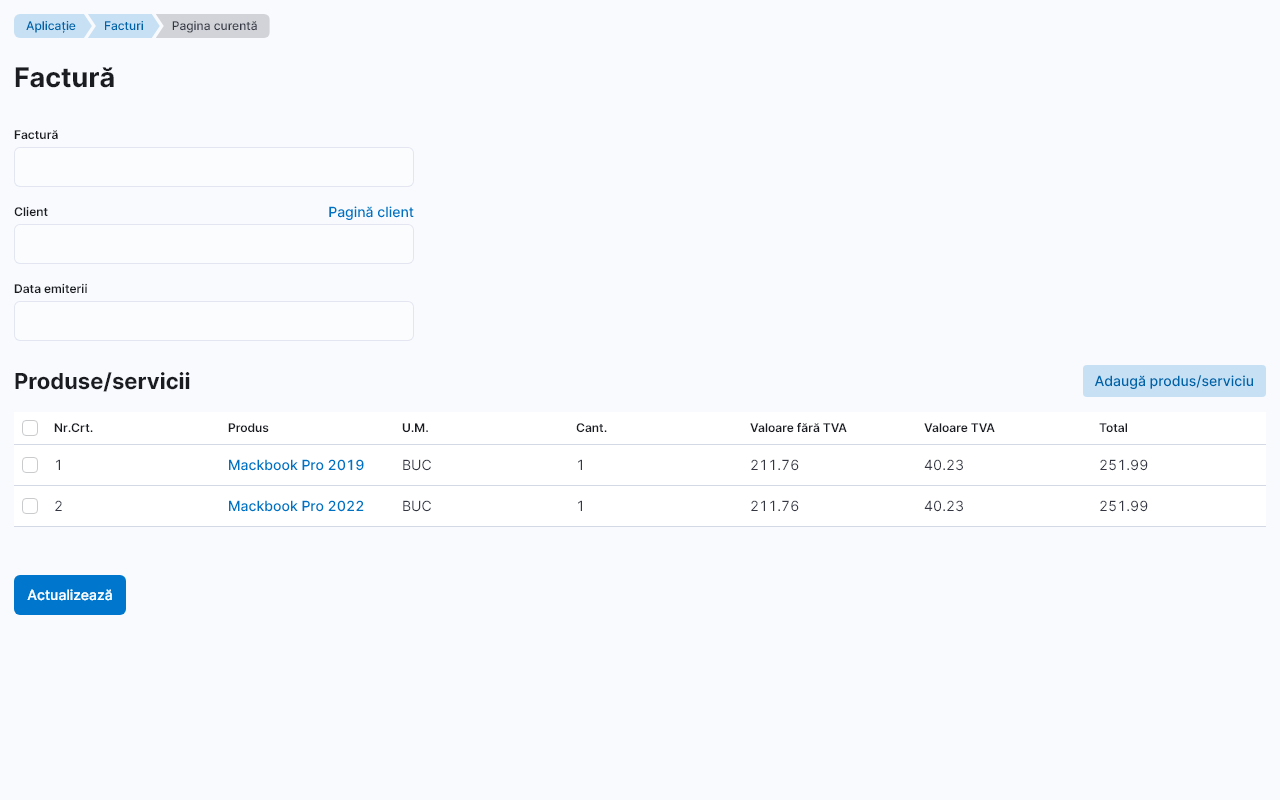 Aplicație Facturi Pagina curentă
Factură
Factură
Client Pagină client
Data emiterii
Produse/servicii Adaugă produs/serviciu
Nr.Crt. Produs U.M. Cant. Valoare fără TVA Valoare TVA Total
1 Mackbook Pro 2019 BUC 1 211.76 40.23 251.99
2 Mackbook Pro 2022 BUC 1 211.76 40.23 251.99
Actualizează